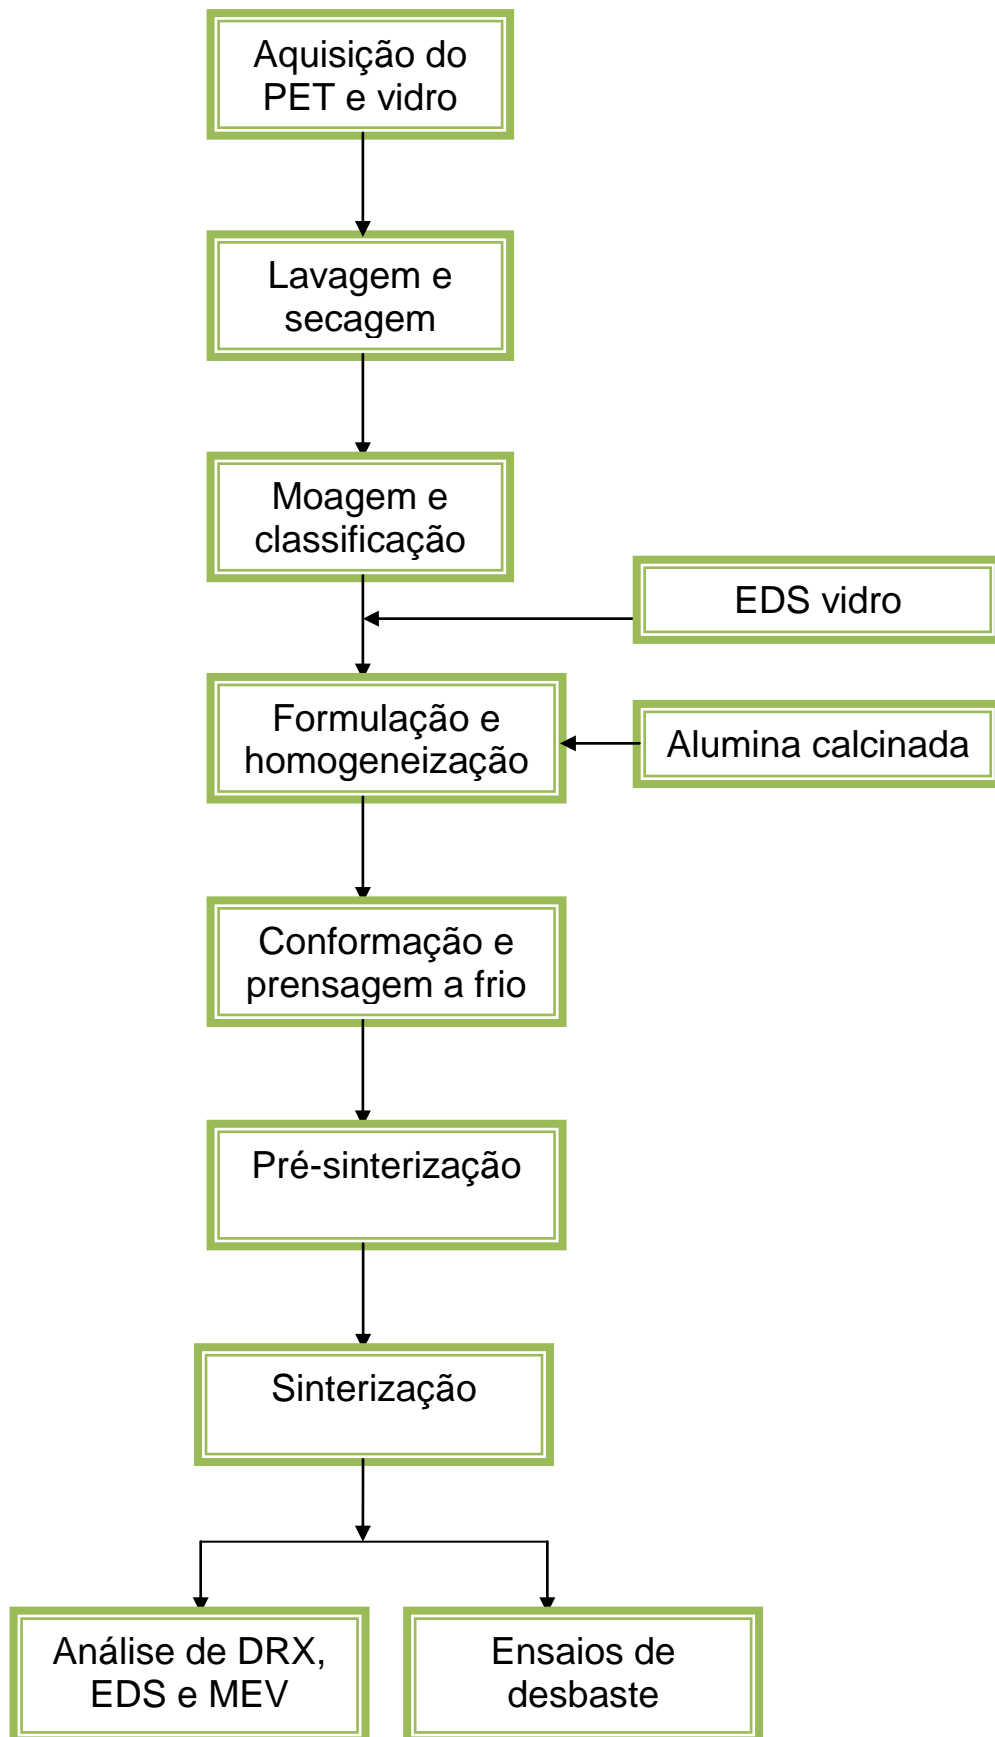 Aquisição do
PET e vidro
Lavagem e
secagem
Moagem e
classificação
EDS vidro
Formulação e
homogeneização
Alumina calcinada
Conformação e
prensagem a frio
Pré-sinterização
Sinterização
Análise de DRX,
EDS e MEV
Ensaios de
desbaste